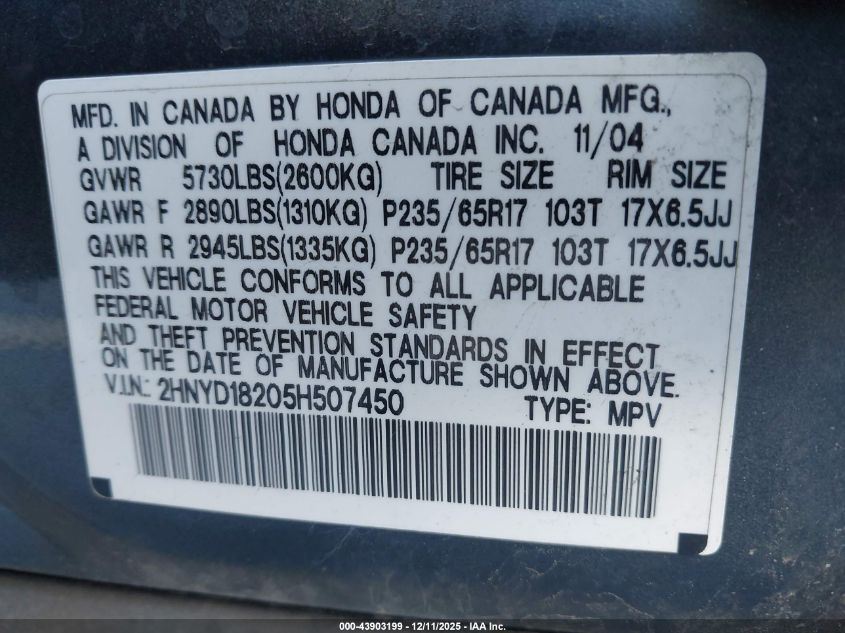 MFD. IN CANADA BY HONDA OF CANADA MFG.,
A DIVISION OF HONDA CANADA INC. 11/04
GVWR 5730LBS(2600KG) TIRE SIZE RIM SIZE
GAWR F 2890LBS(1310KG) P235/65R17 103T 17X6.5JJ
GAWR R 2945LBS(1335KG) P235/65R17 103T 17X6.5JJ
THIS VEHICLE CONFORMS TO ALL APPLICABLE
FEDERAL MOTOR VEHICLE SAFETY
AND THEFT PREVENTION STANDARDS IN EFFECT
ON THE DATE OF MANUFACTURE SHOWN ABOVE.
V.I.N.: 2HNYD18205H507450 TYPE: MPV
000-43903199 - 12/11/2025 - IAA Inc.